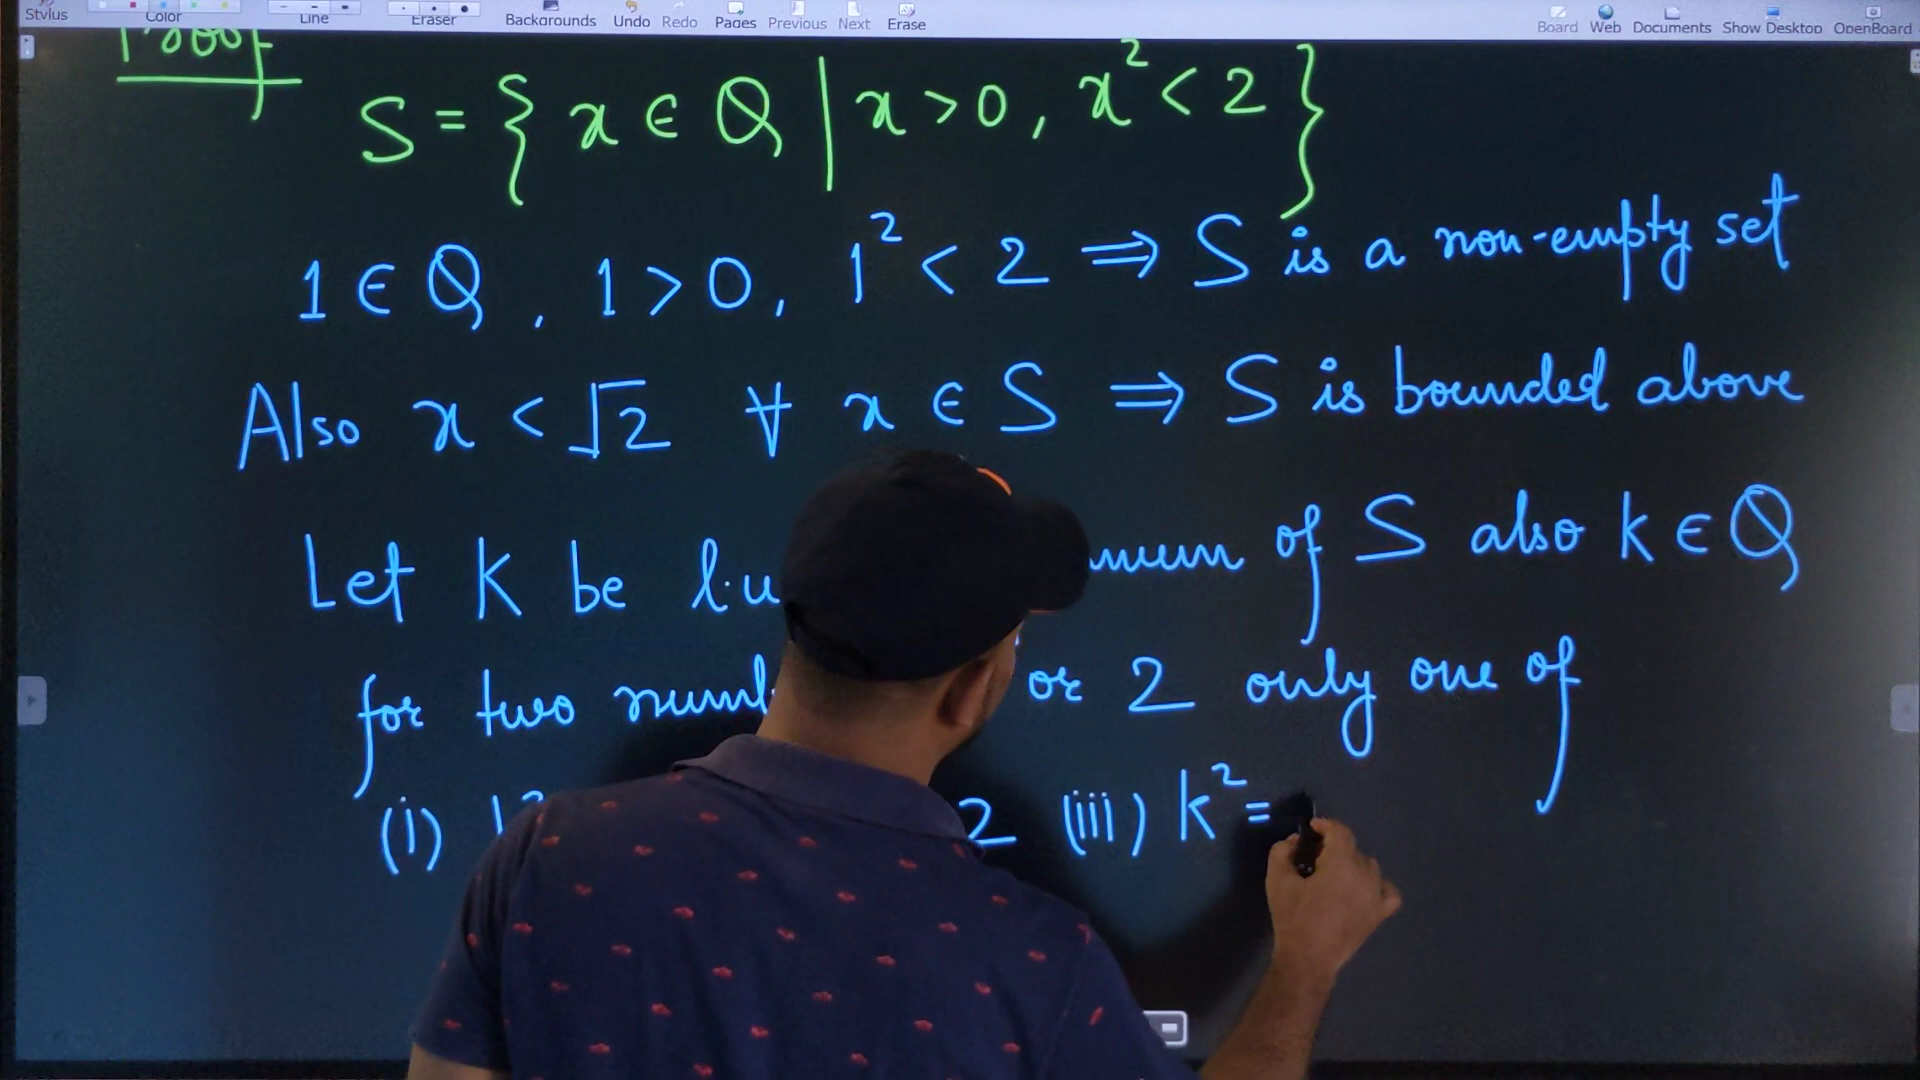 Stylus Color Line Eraser Backgrounds Undo Redo Pages Previous Next Erase Board Web Documents Show Desktop OpenBoard
Proof
S = { x ∈ Q | x > 0, x² < 2 }
1 ∈ Q, 1 > 0, 1² < 2 ⇒ S is a non-empty set
Also x < √2 ∀ x ∈ S ⇒ S is bounded above
Let K be l.u of S also k ∈ Q
for two or 2 only one of
(i) 2 (iii) k² =